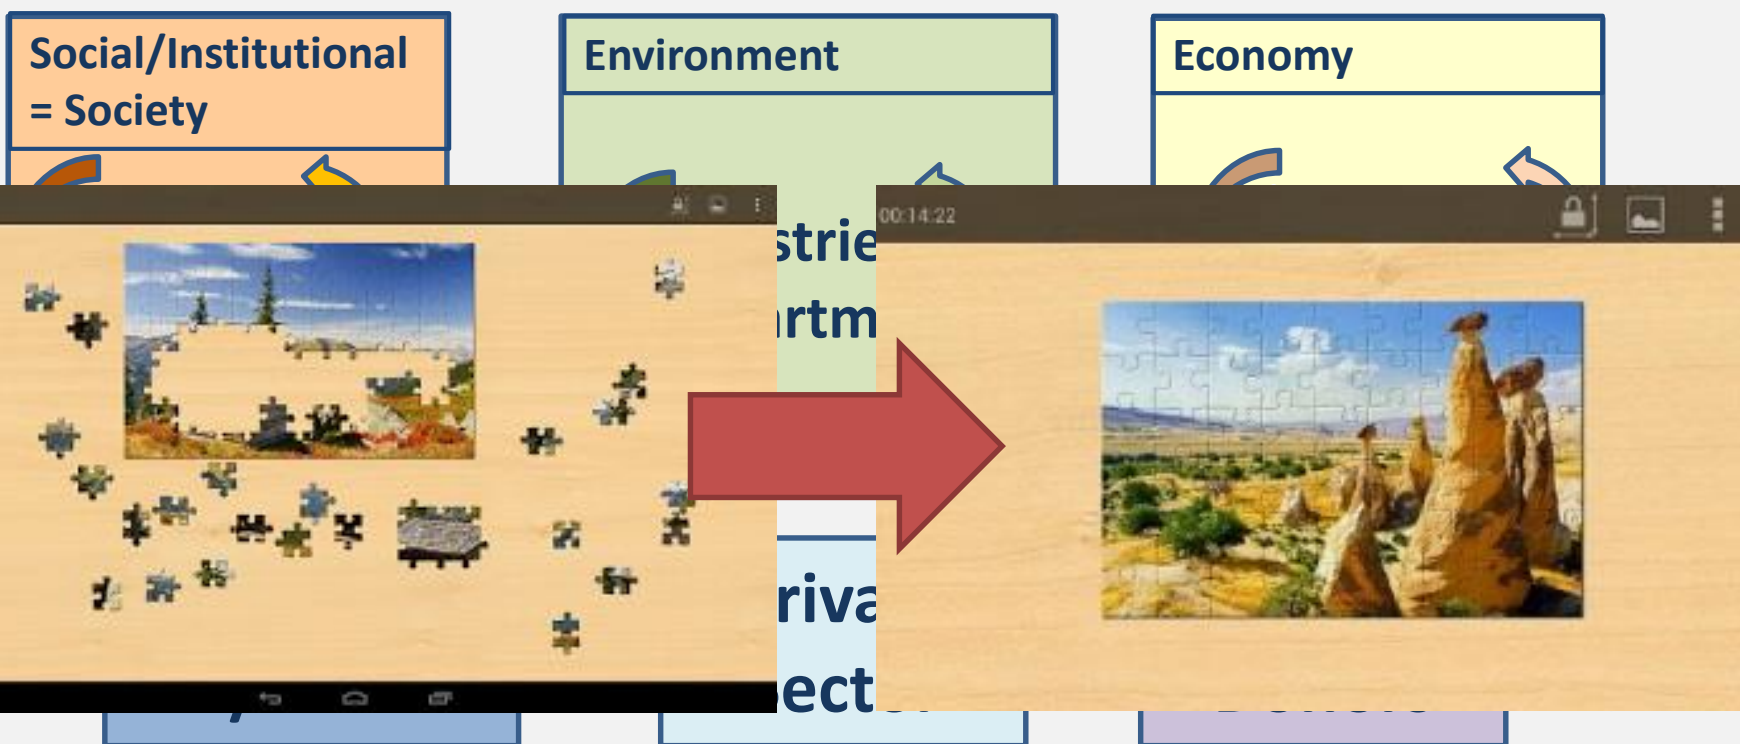 Social/Institutional
= Society
Environment
Economy
00:14:22
strie
rtm
riva
ect